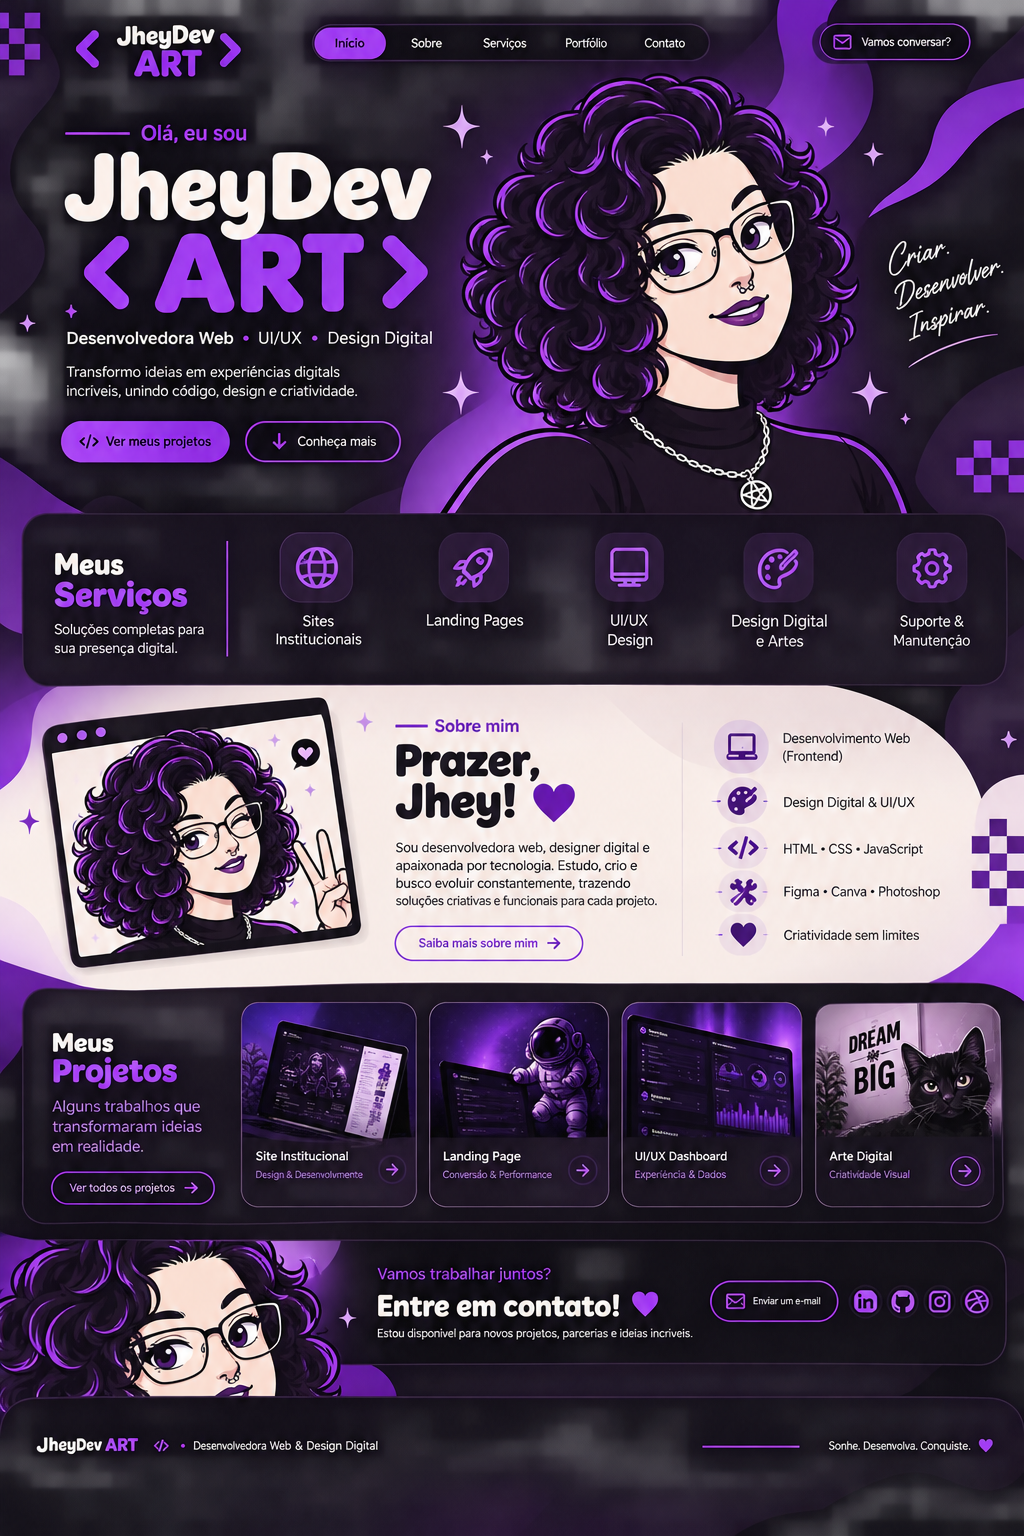 JheyDev
ART
Início
Sobre
Serviços
Portfólio
Contato
Vamos conversar?
Olá, eu sou
JheyDev
<ART>
Desenvolvedora Web • UI/UX • Design Digital
Transformo ideias em experiências digitals
incríveis, unindo código, design e criatividade.
</> Ver meus projetos
Conheça mais
Criar.
Desenvolver.
Inspirar.
Meus
Serviços
Soluções completas para
sua presença digital.
Sites
Institucionais
Landing Pages
UI/UX
Design
Design Digital
e Artes
Suporte &
Manutenção
Sobre mim
Prazer,
Jhey!
Sou desenvolvedora web, designer digital e
apaixonada por tecnologia. Estudo, crio e
busco evoluir constantemente, trazendo
soluções criativas e funcionais para cada projeto.
Saiba mais sobre mim →
Desenvolvimento Web
(Frontend)
Design Digital & UI/UX
HTML • CSS • JavaScript
Figma • Canva • Photoshop
Criatividade sem limites
Meus
Projetos
Alguns trabalhos que
transformaram ideias
em realidade.
Ver todos os projetos →
Site Institucional
Design & Desenvolvmente
Landing Page
Conversão & Performance
UI/UX Dashboard
Experiência & Dados
DREAM
BIG
Arte Digital
Criatividade Visual
Vamos trabalhar juntos?
Entre em contato!
Estou disponivel para novos projetos, parcerias e ideias incriveis.
Enviar um e-mail
in
JheyDev ART </> • Desenvolvedora Web & Design Digital
Sonhe. Desenvolva. Conquiste.